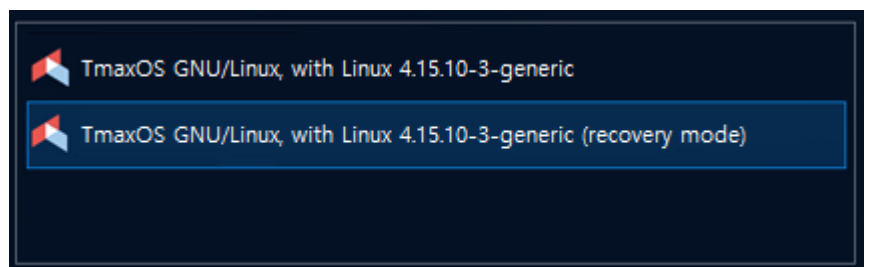 TmaxOS GNU/Linux, with Linux 4.15.10-3-generic
TmaxOS GNU/Linux, with Linux 4.15.10-3-generic (recovery mode)